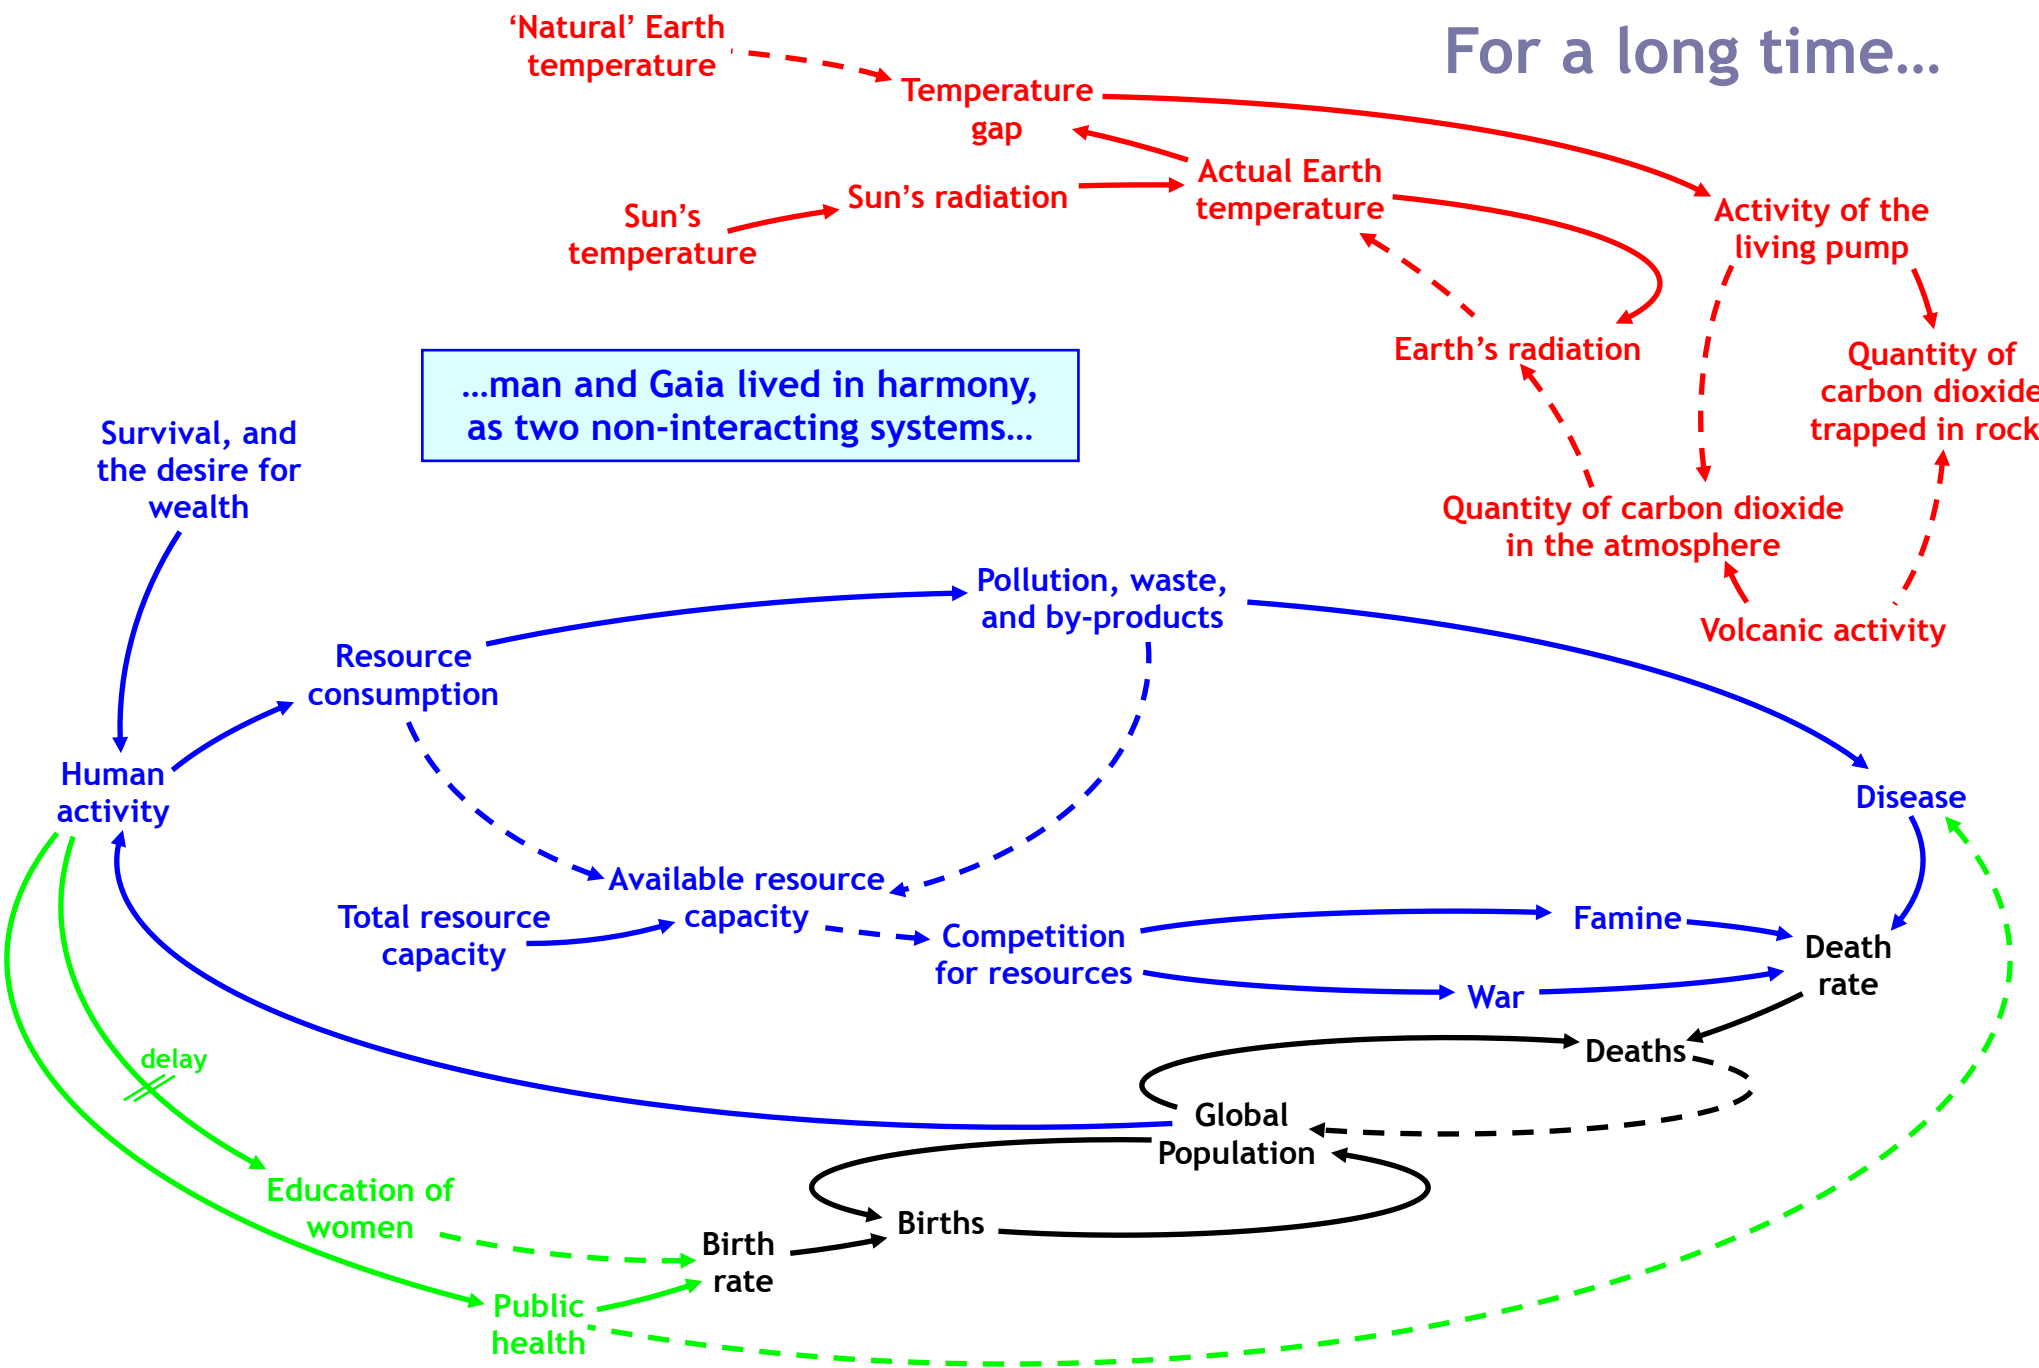 ‘Natural’ Earth
temperature
For a long time…
Temperature
gap
Actual Earth
temperature
Sun’s radiation
Sun’s
temperature
Activity of the
living pump
Earth’s radiation
Quantity of
carbon dioxide
trapped in rock
…man and Gaia lived in harmony,
as two non-interacting systems…
Survival, and
the desire for
wealth
Quantity of carbon dioxide
in the atmosphere
Volcanic activity
Pollution, waste,
and by-products
Resource
consumption
Human
activity
Disease
Available resource
capacity
Total resource
capacity
Competition
for resources
Famine
War
Death
rate
Deaths
delay
Global
Population
Education of
women
Births
Birth
rate
Public
health